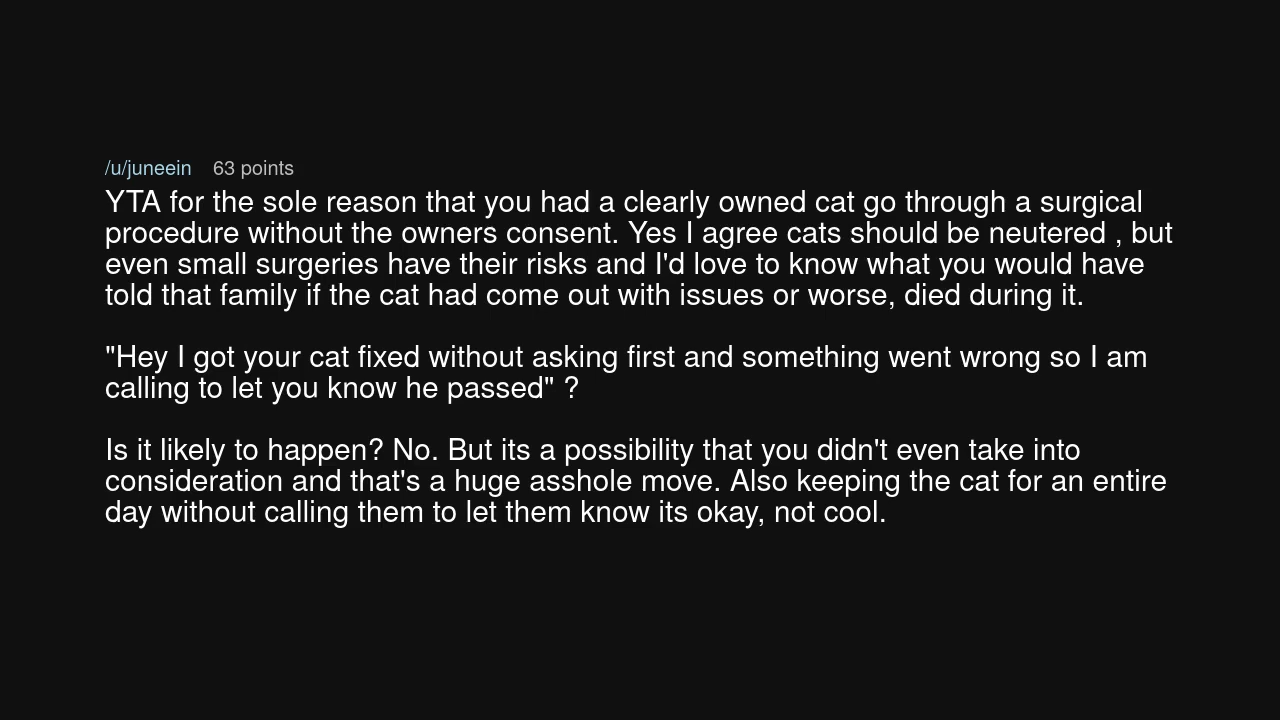 /u/juneein 63 points
YTA for the sole reason that you had a clearly owned cat go through a surgical
procedure without the owners consent. Yes I agree cats should be neutered , but
even small surgeries have their risks and I'd love to know what you would have
told that family if the cat had come out with issues or worse, died during it.
"Hey I got your cat fixed without asking first and something went wrong so I am
calling to let you know he passed" ?
Is it likely to happen? No. But its a possibility that you didn't even take into
consideration and that's a huge asshole move. Also keeping the cat for an entire
day without calling them to let them know its okay, not cool.